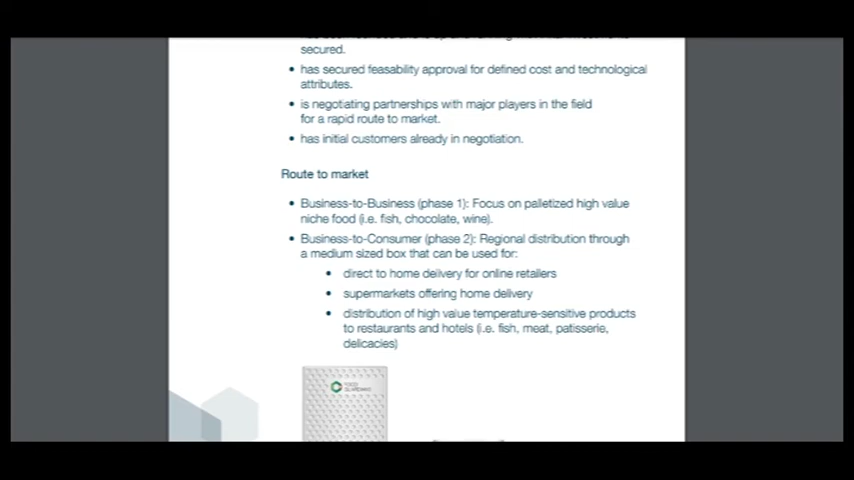 secured.
• has secured feasability approval for defined cost and technological
attributes.
• is negotiating partnerships with major players in the field
for a rapid route to market.
• has initial customers already in negotiation.
Route to market
• Business-to-Business (phase 1): Focus on palletized high value
niche food (i.e. fish, chocolate, wine).
• Business-to-Consumer (phase 2): Regional distribution through
a medium sized box that can be used for:
• direct to home delivery for online retailers
• supermarkets offering home delivery
• distribution of high value temperature-sensitive products
to restaurants and hotels (i.e. fish, meat, patisserie,
delicacies)